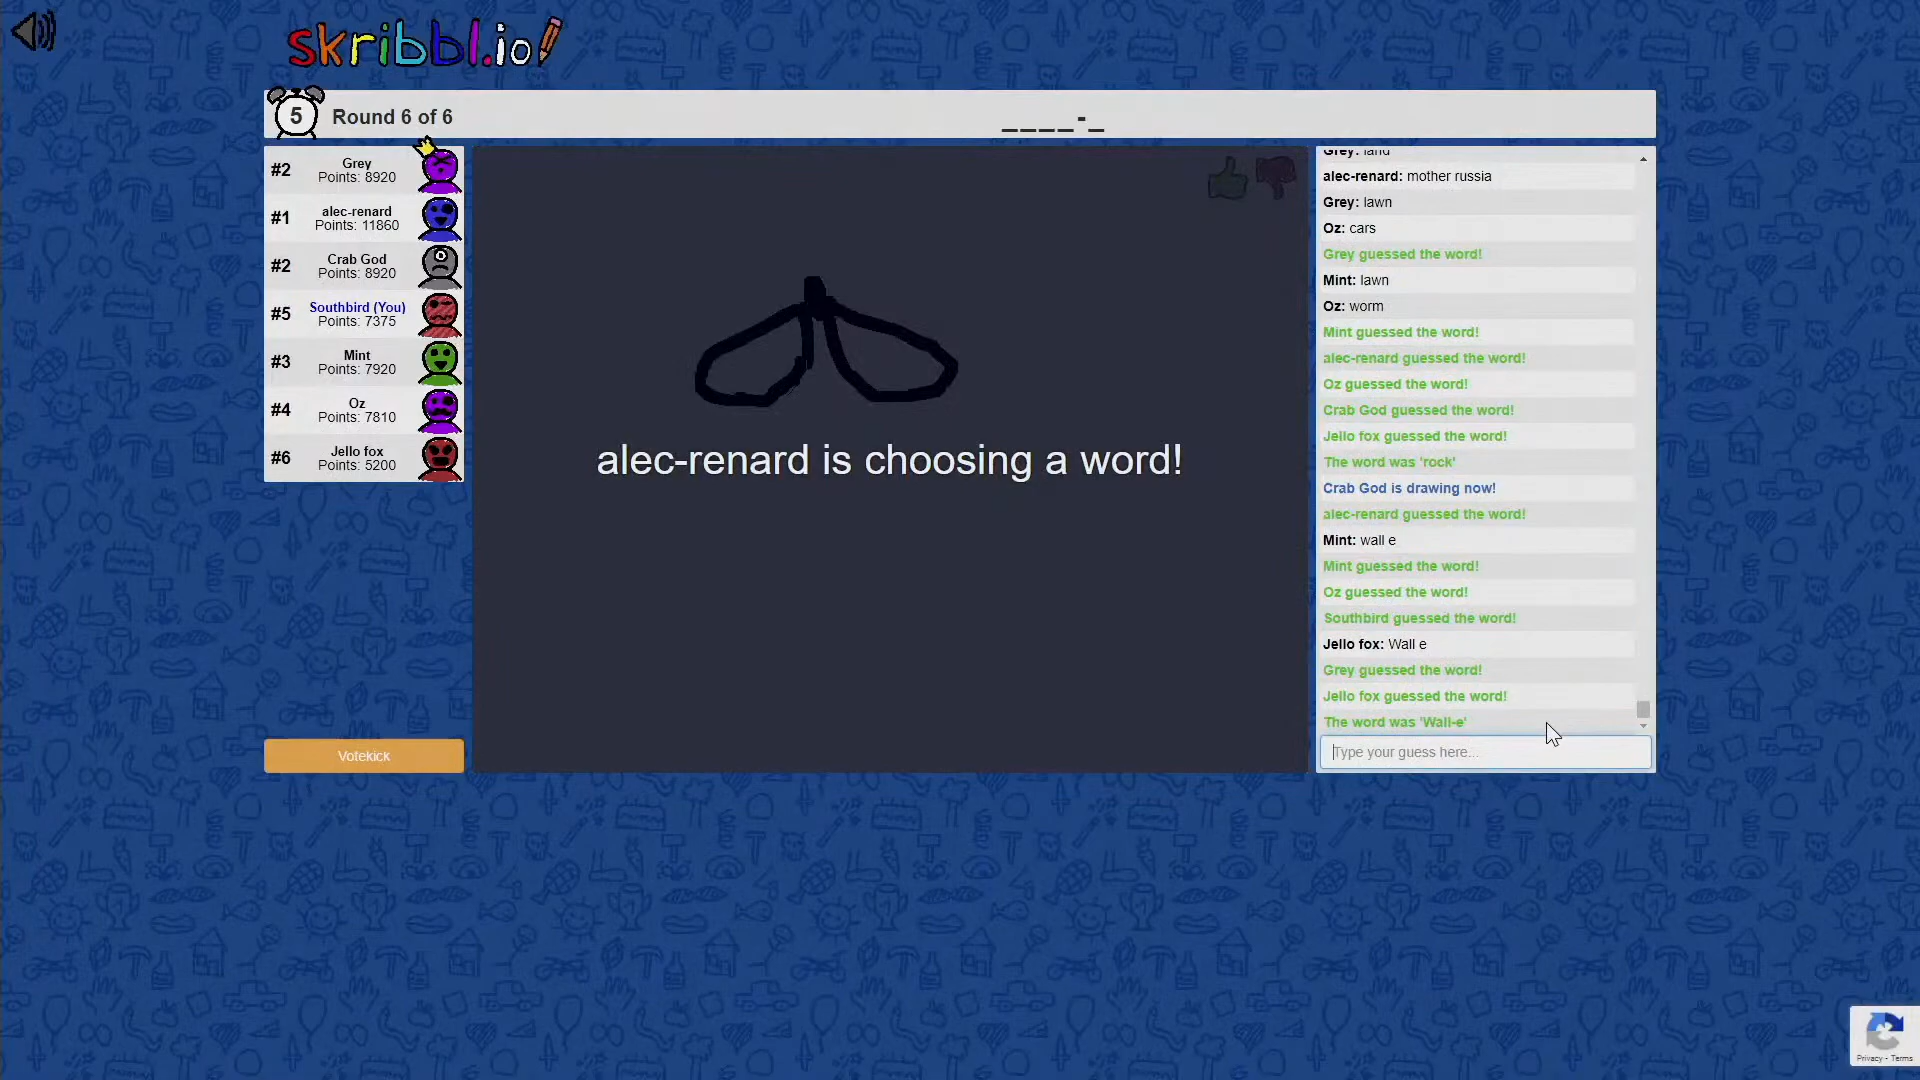 skribbl.io
5
Round 6 of 6
_ _ _ _ - _
#2 Grey
Points: 8920
#1 alec-renard
Points: 11860
#2 Crab God
Points: 8920
#5 Southbird (You)
Points: 7375
#3 Mint
Points: 7920
#4 Oz
Points: 7810
#6 Jello fox
Points: 5200
Votekick
alec-renard is choosing a word!
Grey: land
alec-renard: mother russia
Grey: lawn
Oz: cars
Grey guessed the word!
Mint: lawn
Oz: worm
Mint guessed the word!
alec-renard guessed the word!
Oz guessed the word!
Crab God guessed the word!
Jello fox guessed the word!
The word was 'rock'
Crab God is drawing now!
alec-renard guessed the word!
Mint: wall e
Mint guessed the word!
Oz guessed the word!
Southbird guessed the word!
Jello fox: Wall e
Grey guessed the word!
Jello fox guessed the word!
The word was 'Wall-e'
Type your guess here...
Privacy - Terms